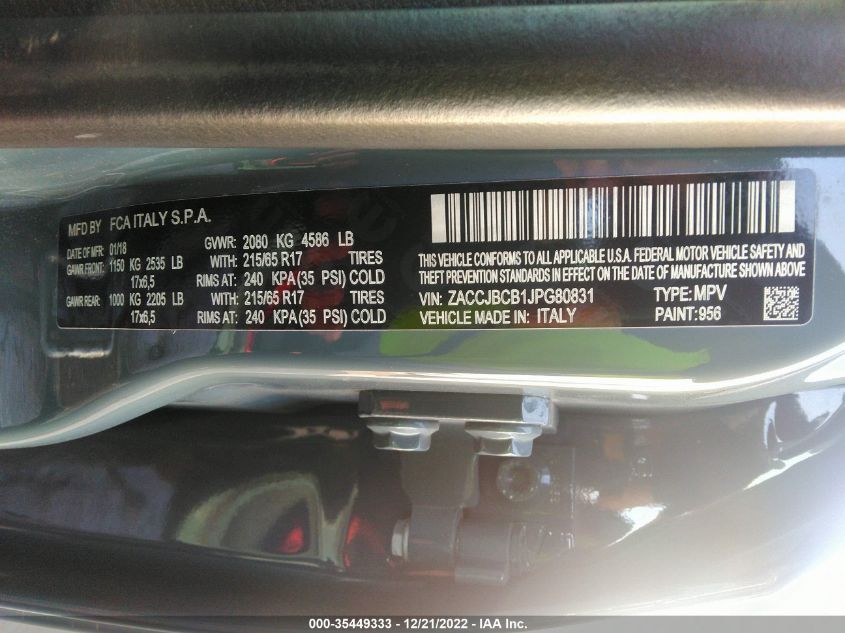 MFD BY FCA ITALY S.P.A.
DATE OF MFR: 01/18 GVWR: 2080 KG 4586 LB
GAWR FRONT: 1150 KG 2535 LB WITH: 215/65 R17 TIRES
17x6,5 RIMS AT: 240 KPA (35 PSI) COLD
GAWR REAR: 1000 KG 2205 LB WITH: 215/65 R17 TIRES
17x6,5 RIMS AT: 240 KPA (35 PSI) COLD
THIS VEHICLE CONFORMS TO ALL APPLICABLE U.S.A. FEDERAL MOTOR VEHICLE SAFETY AND
THEFT PREVENTION STANDARDS IN EFFECT ON THE DATE OF MANUFACTURE SHOWN ABOVE
VIN: ZACCJBCB1JPG80831 TYPE: MPV
VEHICLE MADE IN: ITALY PAINT: 956
000-35449333 - 12/21/2022 - IAA Inc.